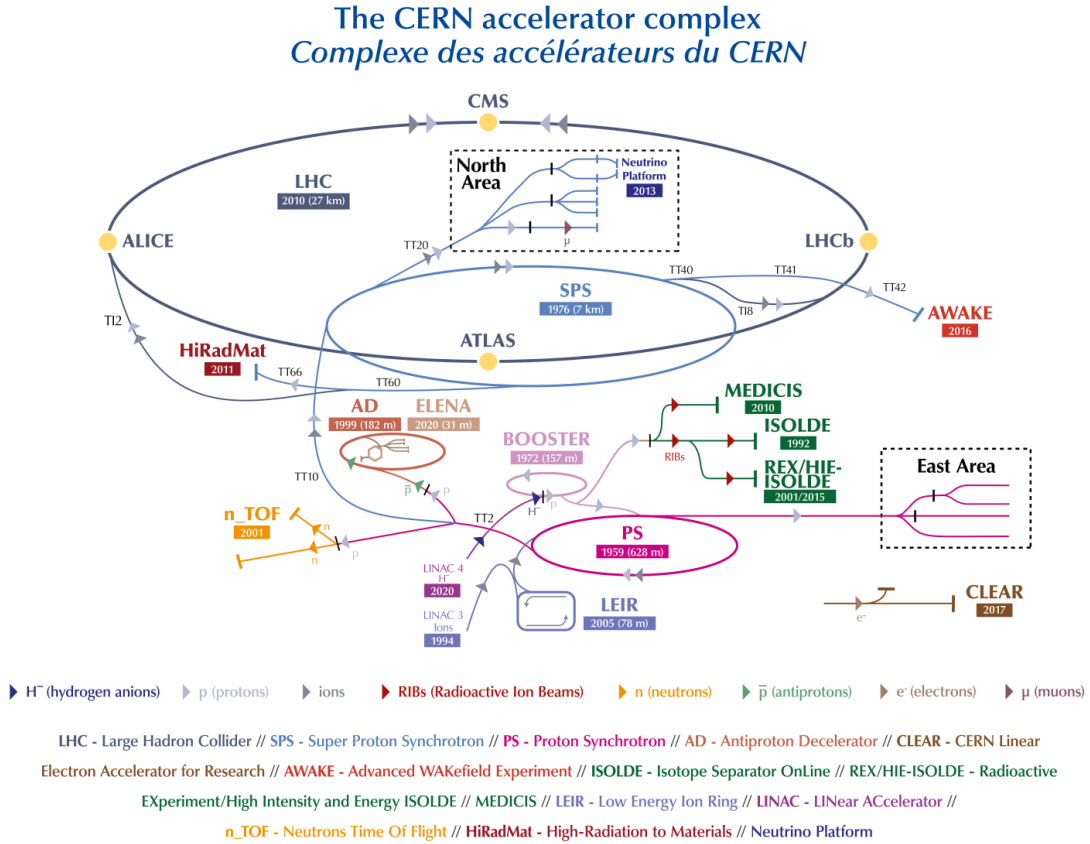 The CERN accelerator complex
Complexe des accélérateurs du CERN
CMS
North
Area
Neutrino
Platform
2013
LHC
2010 (27 km)
ALICE
LHCb
TT20
μ
TT40
TT41
TT42
SPS
1976 (7 km)
TI8
AWAKE
2016
TI2
ATLAS
HiRadMat
2011
TT66
TT60
MEDICIS
2010
AD
1999 (182 m)
ELENA
2020 (31 m)
ISOLDE
1992
BOOSTER
1972 (157 m)
RIBs
REX/HIE-
ISOLDE
2001/2015
East Area
TT10
p̅
p
H⁻
p
n_TOF
2001
n
n
p
TT2
PS
1959 (628 m)
LINAC 4
H⁻
2020
LINAC 3
Ions
1994
LEIR
2005 (78 m)
CLEAR
2017
e⁻
H⁻ (hydrogen anions) p (protons) ions RIBs (Radioactive Ion Beams) n (neutrons) p̅ (antiprotons) e⁻ (electrons) μ (muons)
LHC - Large Hadron Collider // SPS - Super Proton Synchrotron // PS - Proton Synchrotron // AD - Antiproton Decelerator // CLEAR - CERN Linear
Electron Accelerator for Research // AWAKE - Advanced WAKefield Experiment // ISOLDE - Isotope Separator OnLine // REX/HIE-ISOLDE - Radioactive
EXperiment/High Intensity and Energy ISOLDE // MEDICIS // LEIR - Low Energy Ion Ring // LINAC - LINear ACcelerator //
n_TOF - Neutrons Time Of Flight // HiRadMat - High-Radiation to Materials // Neutrino Platform